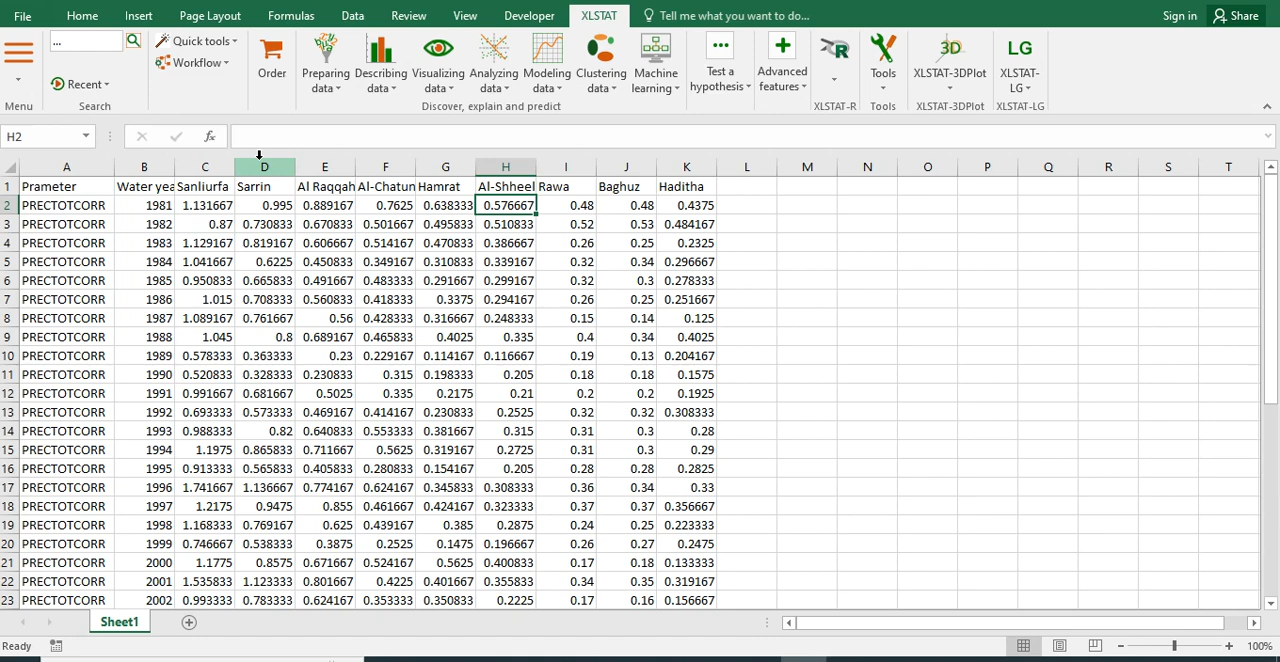 File Home Insert Page Layout Formulas Data Review View Developer XLSTAT Tell me what you want to do... Sign in Share
... Quick tools Workflow Recent Order Preparing data Describing data Visualizing data Analyzing data Modeling data Clustering data Machine learning Test a hypothesis Advanced features Tools 3D XLSTAT-3DPlot LG XLSTAT-LG
Menu Search Discover, explain and predict XLSTAT-R Tools XLSTAT-3DPlot XLSTAT-LG
H2 fx
A B C D E F G H I J K L M N O P Q R S T
1 Prameter Water yea Sanliurfa Sarrin Al Raqqah Al-Chatun Hamrat Al-Shheel Rawa Baghuz Haditha
2 PRECTOTCORR 1981 1.131667 0.995 0.889167 0.7625 0.638333 0.576667 0.48 0.48 0.4375
3 PRECTOTCORR 1982 0.87 0.730833 0.670833 0.501667 0.495833 0.510833 0.52 0.53 0.484167
4 PRECTOTCORR 1983 1.129167 0.819167 0.606667 0.514167 0.470833 0.386667 0.26 0.25 0.2325
5 PRECTOTCORR 1984 1.041667 0.6225 0.450833 0.349167 0.310833 0.339167 0.32 0.34 0.296667
6 PRECTOTCORR 1985 0.950833 0.665833 0.491667 0.483333 0.291667 0.299167 0.32 0.3 0.278333
7 PRECTOTCORR 1986 1.015 0.708333 0.560833 0.418333 0.3375 0.294167 0.26 0.25 0.251667
8 PRECTOTCORR 1987 1.089167 0.761667 0.56 0.428333 0.316667 0.248333 0.15 0.14 0.125
9 PRECTOTCORR 1988 1.045 0.8 0.689167 0.465833 0.4025 0.335 0.4 0.34 0.4025
10 PRECTOTCORR 1989 0.578333 0.363333 0.23 0.229167 0.114167 0.116667 0.19 0.13 0.204167
11 PRECTOTCORR 1990 0.520833 0.328333 0.230833 0.315 0.198333 0.205 0.18 0.18 0.1575
12 PRECTOTCORR 1991 0.991667 0.681667 0.5025 0.335 0.2175 0.21 0.2 0.2 0.1925
13 PRECTOTCORR 1992 0.693333 0.573333 0.469167 0.414167 0.230833 0.2525 0.32 0.32 0.308333
14 PRECTOTCORR 1993 0.988333 0.82 0.640833 0.553333 0.381667 0.315 0.31 0.3 0.28
15 PRECTOTCORR 1994 1.1975 0.865833 0.711667 0.5625 0.319167 0.2725 0.31 0.3 0.29
16 PRECTOTCORR 1995 0.913333 0.565833 0.405833 0.280833 0.154167 0.205 0.28 0.28 0.2825
17 PRECTOTCORR 1996 1.741667 1.136667 0.774167 0.624167 0.345833 0.308333 0.36 0.34 0.33
18 PRECTOTCORR 1997 1.2175 0.9475 0.855 0.461667 0.424167 0.323333 0.37 0.37 0.356667
19 PRECTOTCORR 1998 1.168333 0.769167 0.625 0.439167 0.385 0.2875 0.24 0.25 0.223333
20 PRECTOTCORR 1999 0.746667 0.538333 0.3875 0.2525 0.1475 0.196667 0.26 0.27 0.2475
21 PRECTOTCORR 2000 1.1775 0.8575 0.671667 0.524167 0.5625 0.400833 0.17 0.18 0.133333
22 PRECTOTCORR 2001 1.535833 1.123333 0.801667 0.4225 0.401667 0.355833 0.34 0.35 0.319167
23 PRECTOTCORR 2002 0.993333 0.783333 0.624167 0.353333 0.350833 0.2225 0.17 0.16 0.156667
Sheet1
Ready 100%